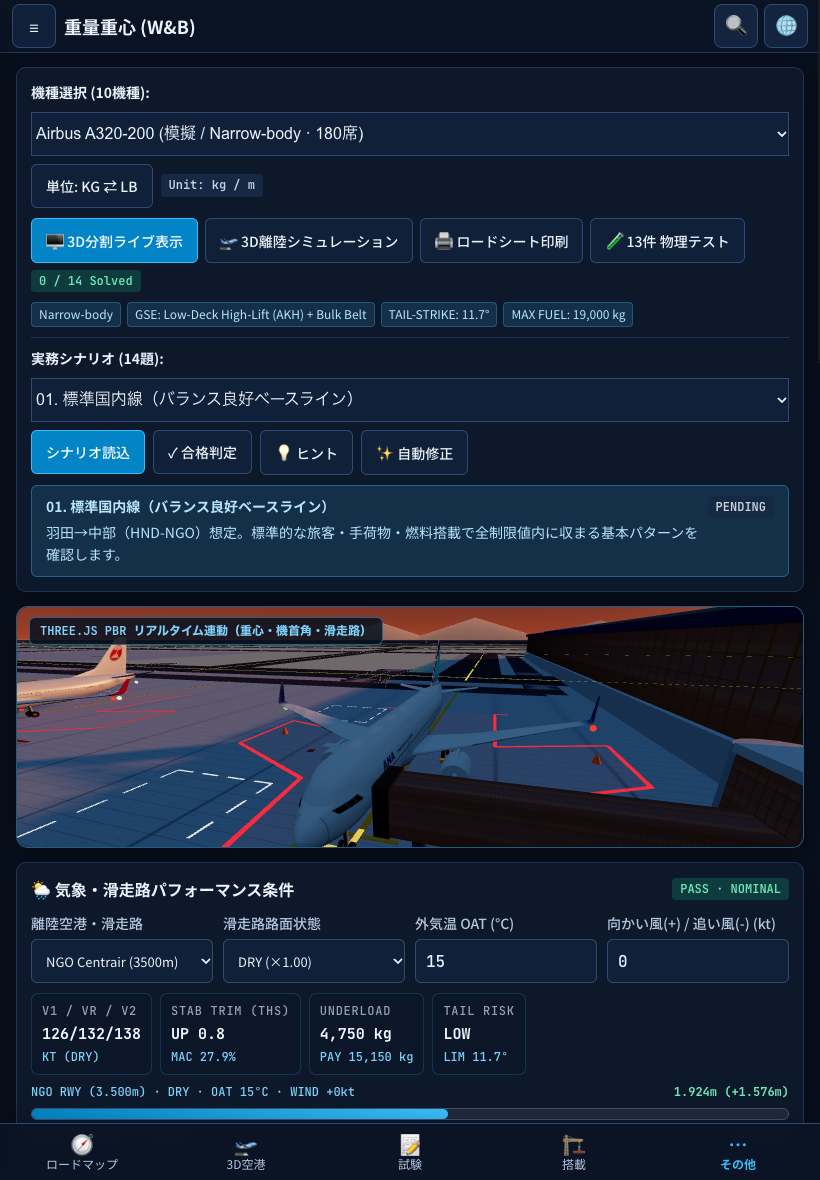 ≡ 重量重心 (W&B)
機種選択 (10機種):
Airbus A320-200 (模擬 / Narrow-body · 180席)
単位: KG ⇄ LB
Unit: kg / m
3D分割ライブ表示
3D離陸シミュレーション
ロードシート印刷
13件 物理テスト
0 / 14 Solved
Narrow-body
GSE: Low-Deck High-Lift (AKH) + Bulk Belt
TAIL-STRIKE: 11.7°
MAX FUEL: 19,000 kg
実務シナリオ (14題):
01. 標準国内線（バランス良好ベースライン）
シナリオ読込
✓ 合格判定
ヒント
自動修正
01. 標準国内線（バランス良好ベースライン）
PENDING
羽田→中部（HND-NGO）想定。標準的な旅客・手荷物・燃料搭載で全制限値内に収まる基本パターンを
確認します。
THREE.JS PBR リアルタイム連動 (重心・機首角・滑走路)
ANA
気象・滑走路パフォーマンス条件
PASS · NOMINAL
離陸空港・滑走路
滑走路路面状態
外気温 OAT (°C)
向かい風(+) / 追い風(-) (kt)
NGO Centrair (3500m)
DRY (×1.00)
15
0
V1 / VR / V2
126/132/138
KT (DRY)
STAB TRIM (THS)
UP 0.8
MAC 27.9%
UNDERLOAD
4,750 kg
PAY 15,150 kg
TAIL RISK
LOW
LIM 11.7°
NGO RWY (3.500m) · DRY · OAT 15°C · WIND +0kt
1.924m (+1.576m)
ロードマップ
3D空港
試験
搭載
その他